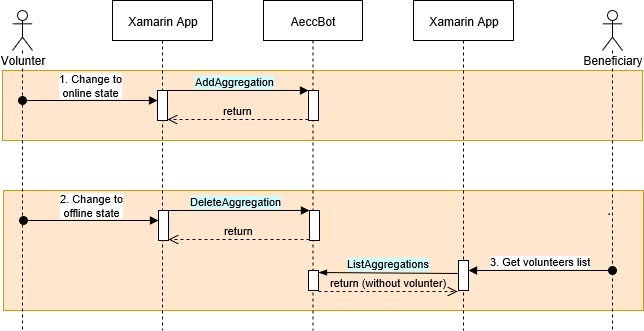 Xamarin App
AeccBot
Xamarin App
Volunter
Beneficiary
1. Change to
online state
AddAggregation
return
2. Change to
offline state
DeleteAggregation
return
ListAggregations
3. Get volunteers list
return (without volunter)